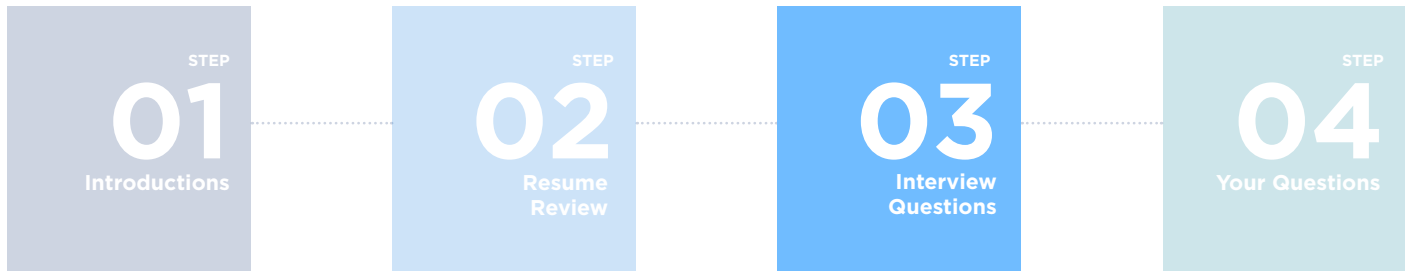 STEP
01
Introductions
STEP
02
Resume
Review
STEP
03
Interview
Questions
STEP
04
Your Questions